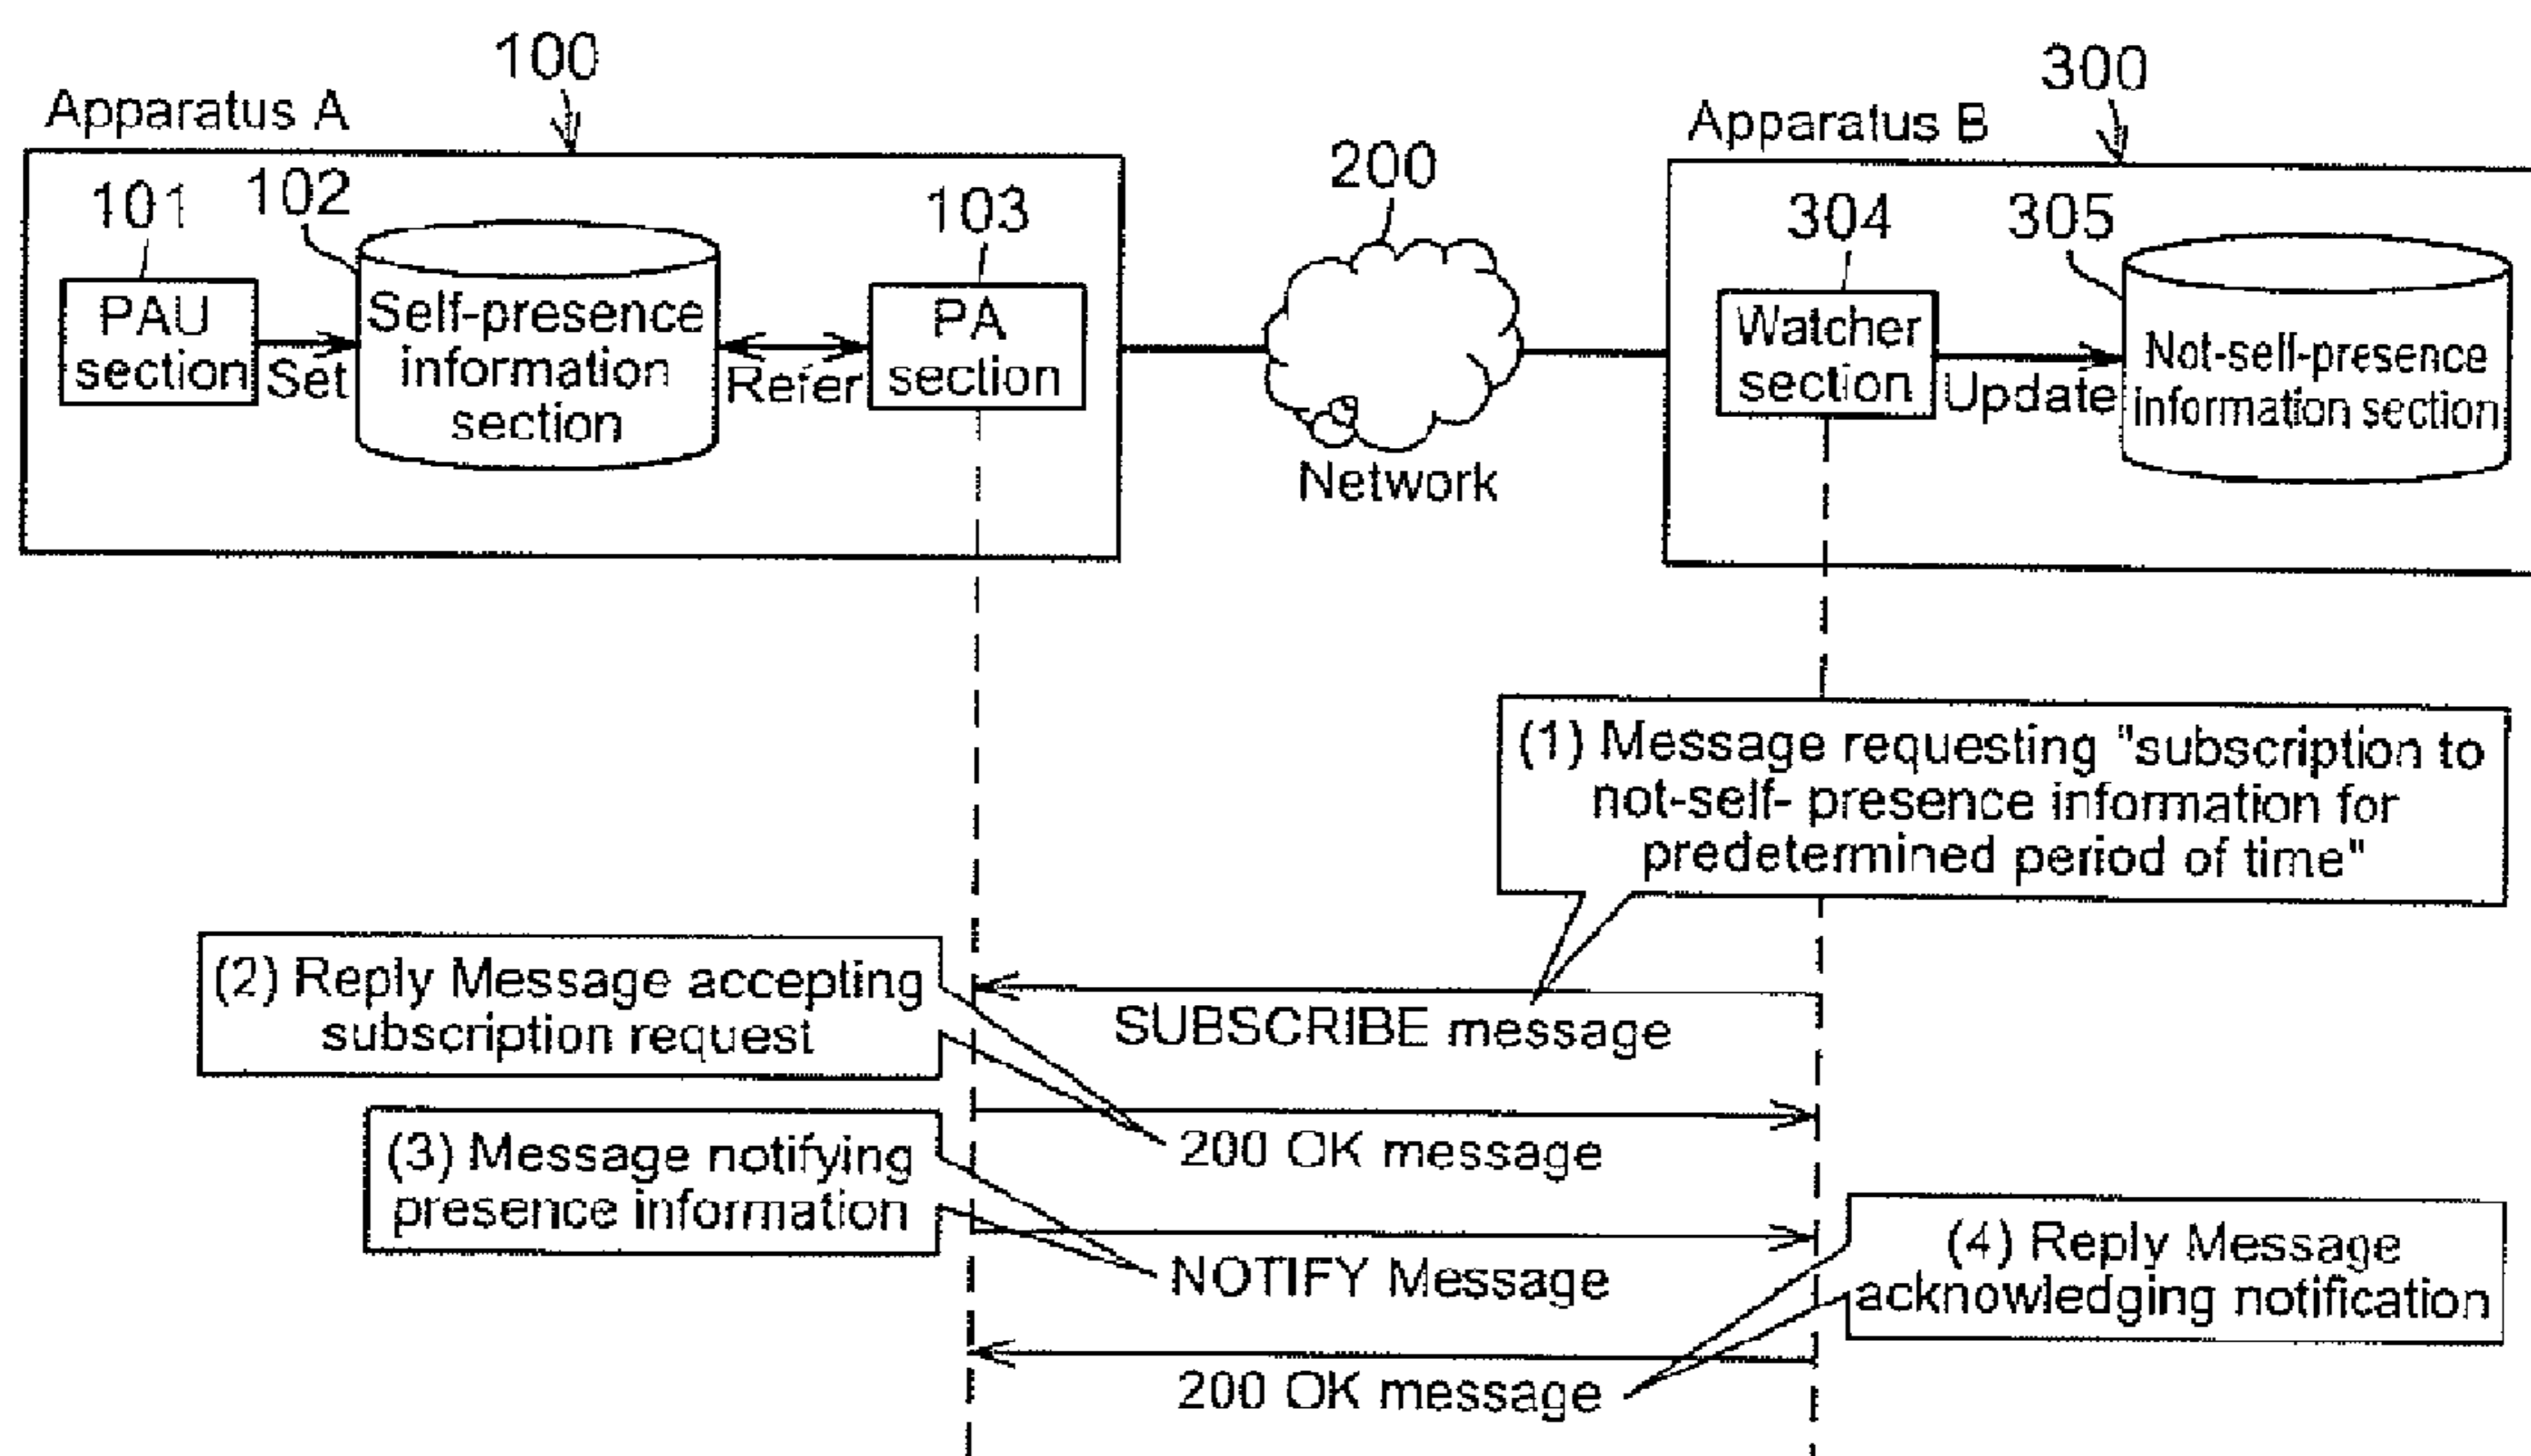 100
Apparatus A
300
Apparatus B
200
101
102
103
304
305
PAU
section
Set
Self-presence
information
section
Refer
PA
section
Network
Watcher
section
Update
Not-self-presence
information section
(1) Message requesting "subscription to
not-self- presence information for
predetermined period of time"
(2) Reply Message accepting
subscription request
SUBSCRIBE message
200 OK message
(3) Message notifying
presence information
NOTIFY Message
(4) Reply Message
acknowledging notification
200 OK message